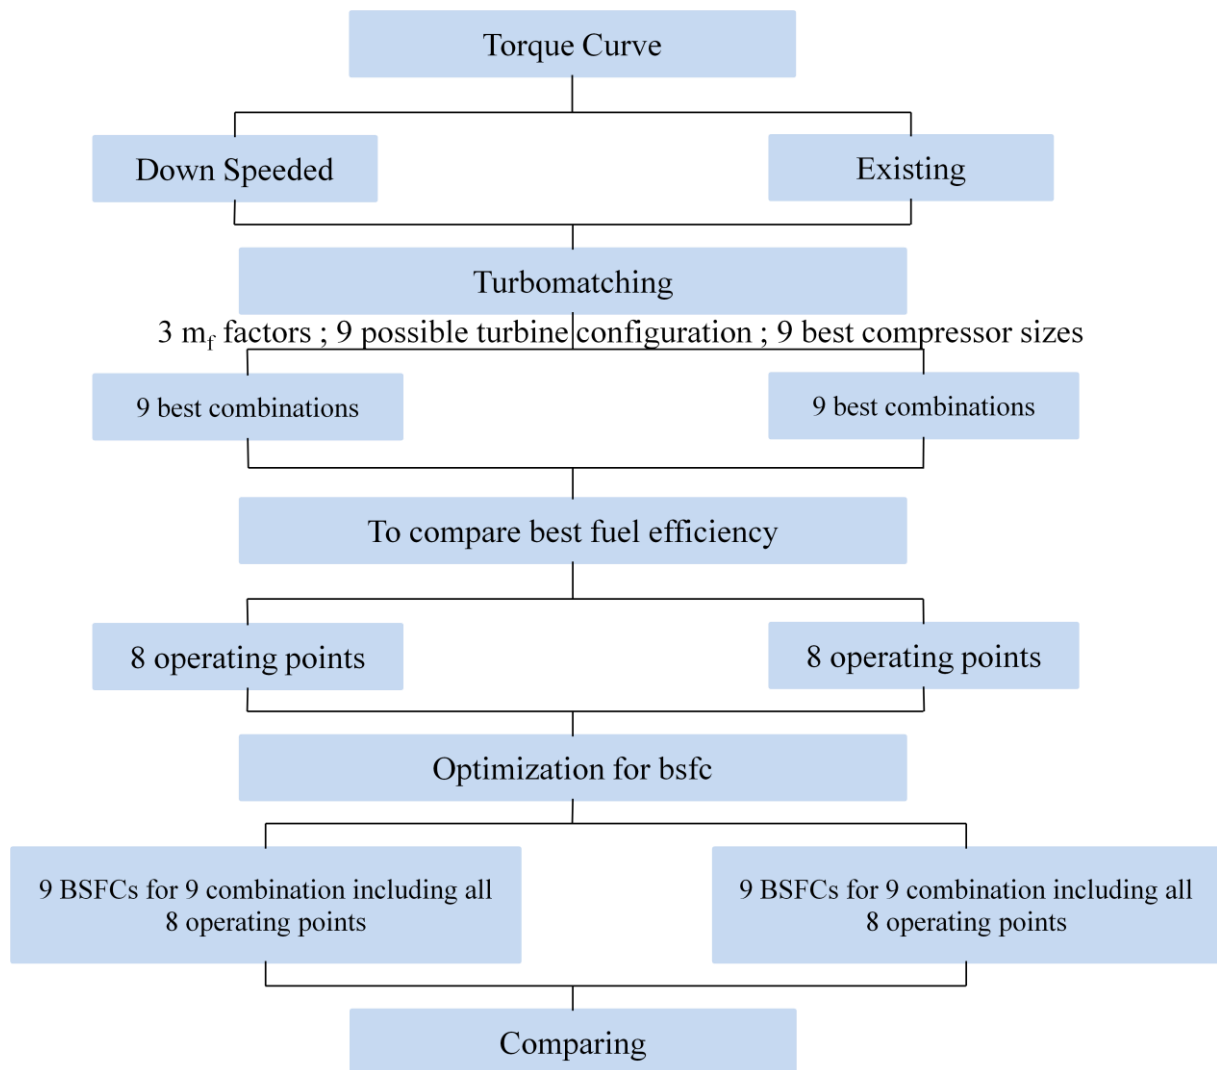 Torque Curve
Down Speeded
Existing
Turbomatching
3 m_f factors ; 9 possible turbine configuration ; 9 best compressor sizes
9 best combinations
9 best combinations
To compare best fuel efficiency
8 operating points
8 operating points
Optimization for bsfc
9 BSFCs for 9 combination including all
8 operating points
9 BSFCs for 9 combination including all
8 operating points
Comparing